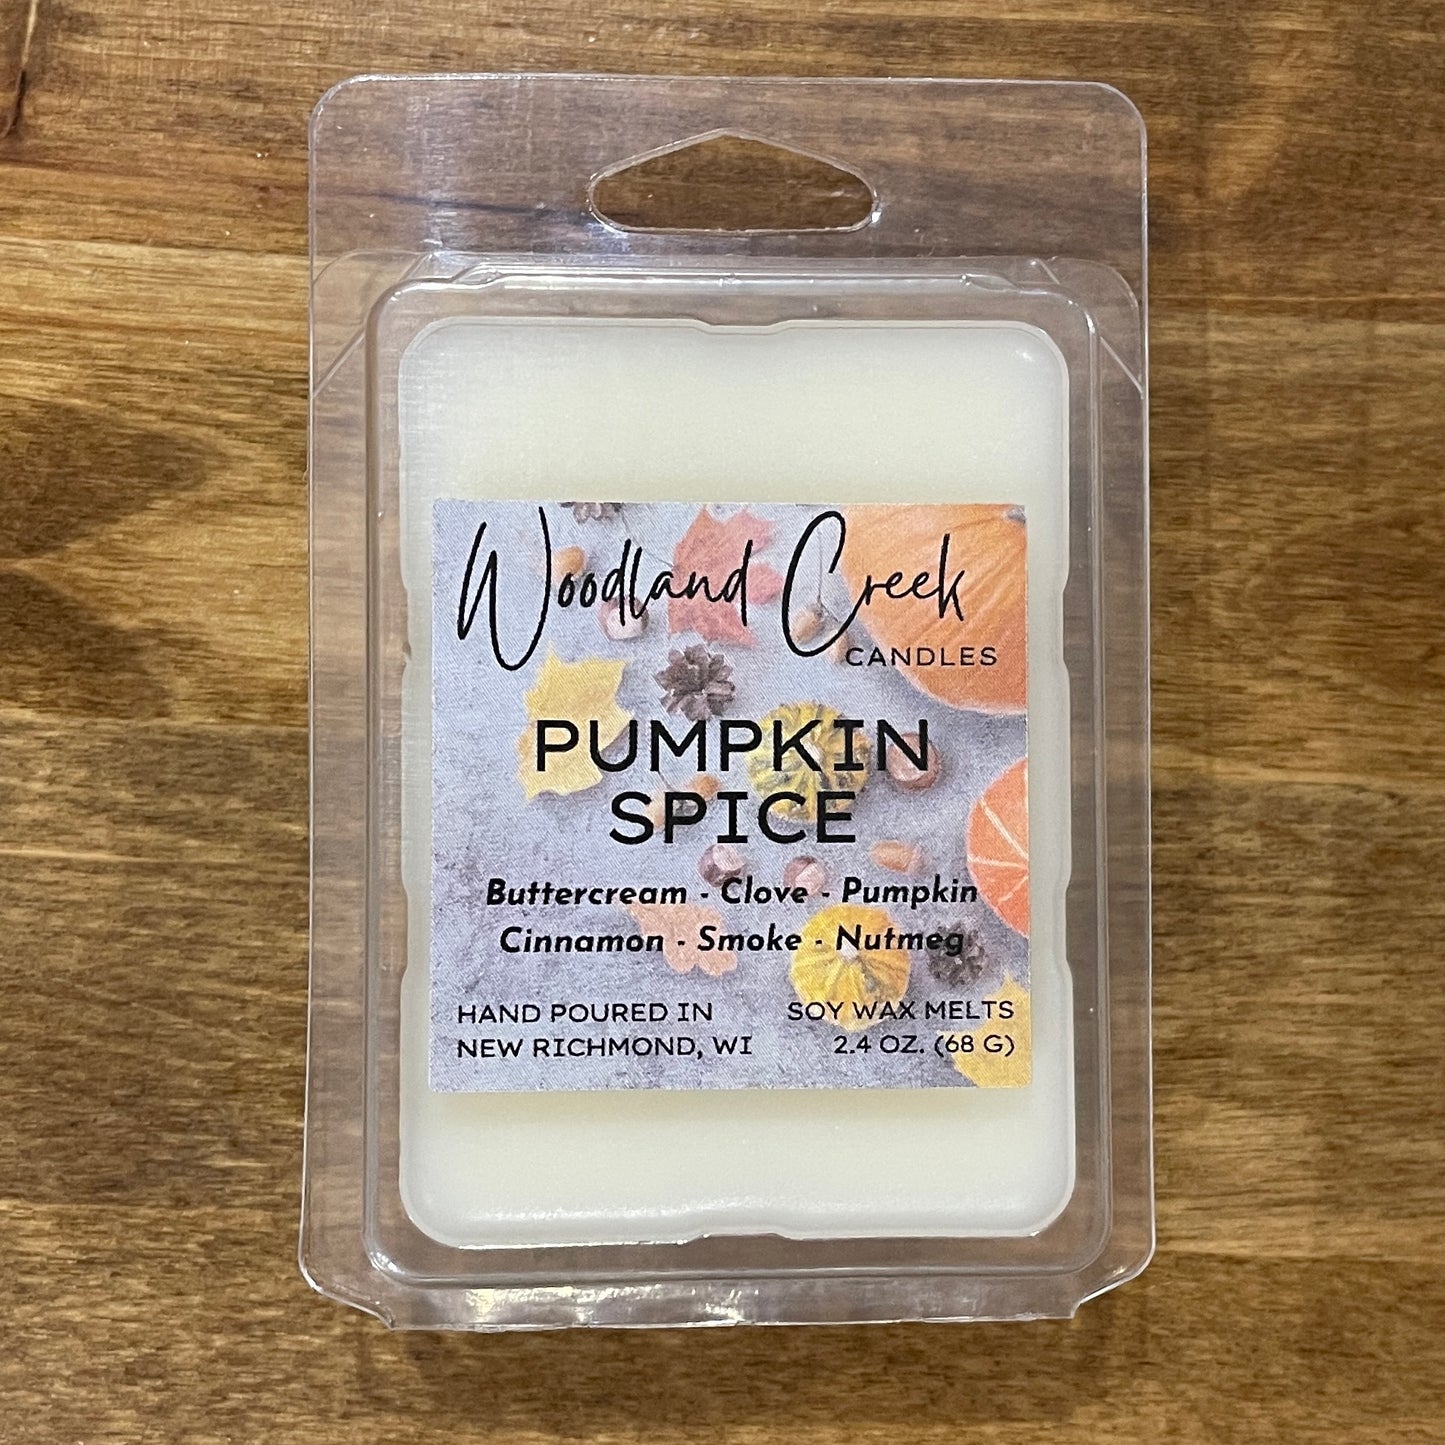 Woodland Creek
CANDLES
PUMPKIN
SPICE
Buttercream - Clove - Pumpkin
Cinnamon - Smoke - Nutmeg
HAND POURED IN
NEW RICHMOND, WI
SOY WAX MELTS
2.4 OZ. (68 G)